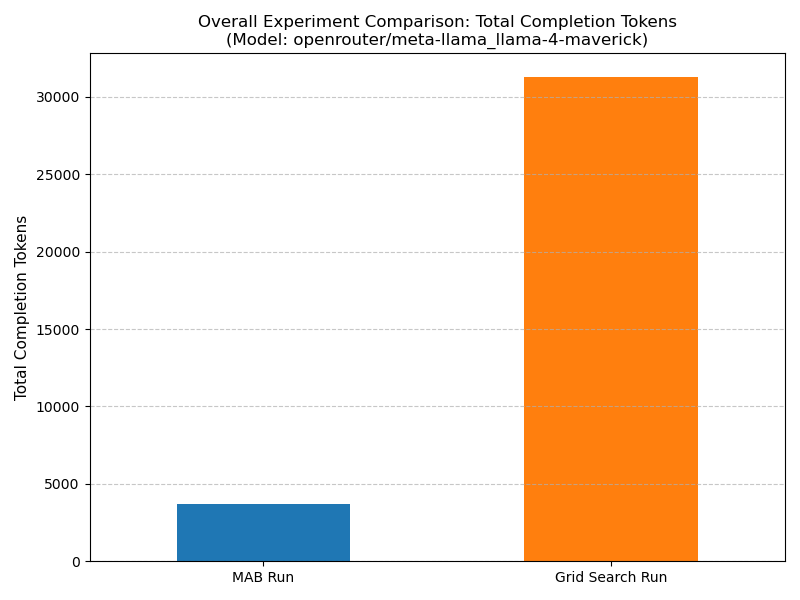 Overall Experiment Comparison: Total Completion Tokens
(Model: openrouter/meta-llama_llama-4-maverick)
Total Completion Tokens
30000
25000
20000
15000
10000
5000
0
MAB Run
Grid Search Run